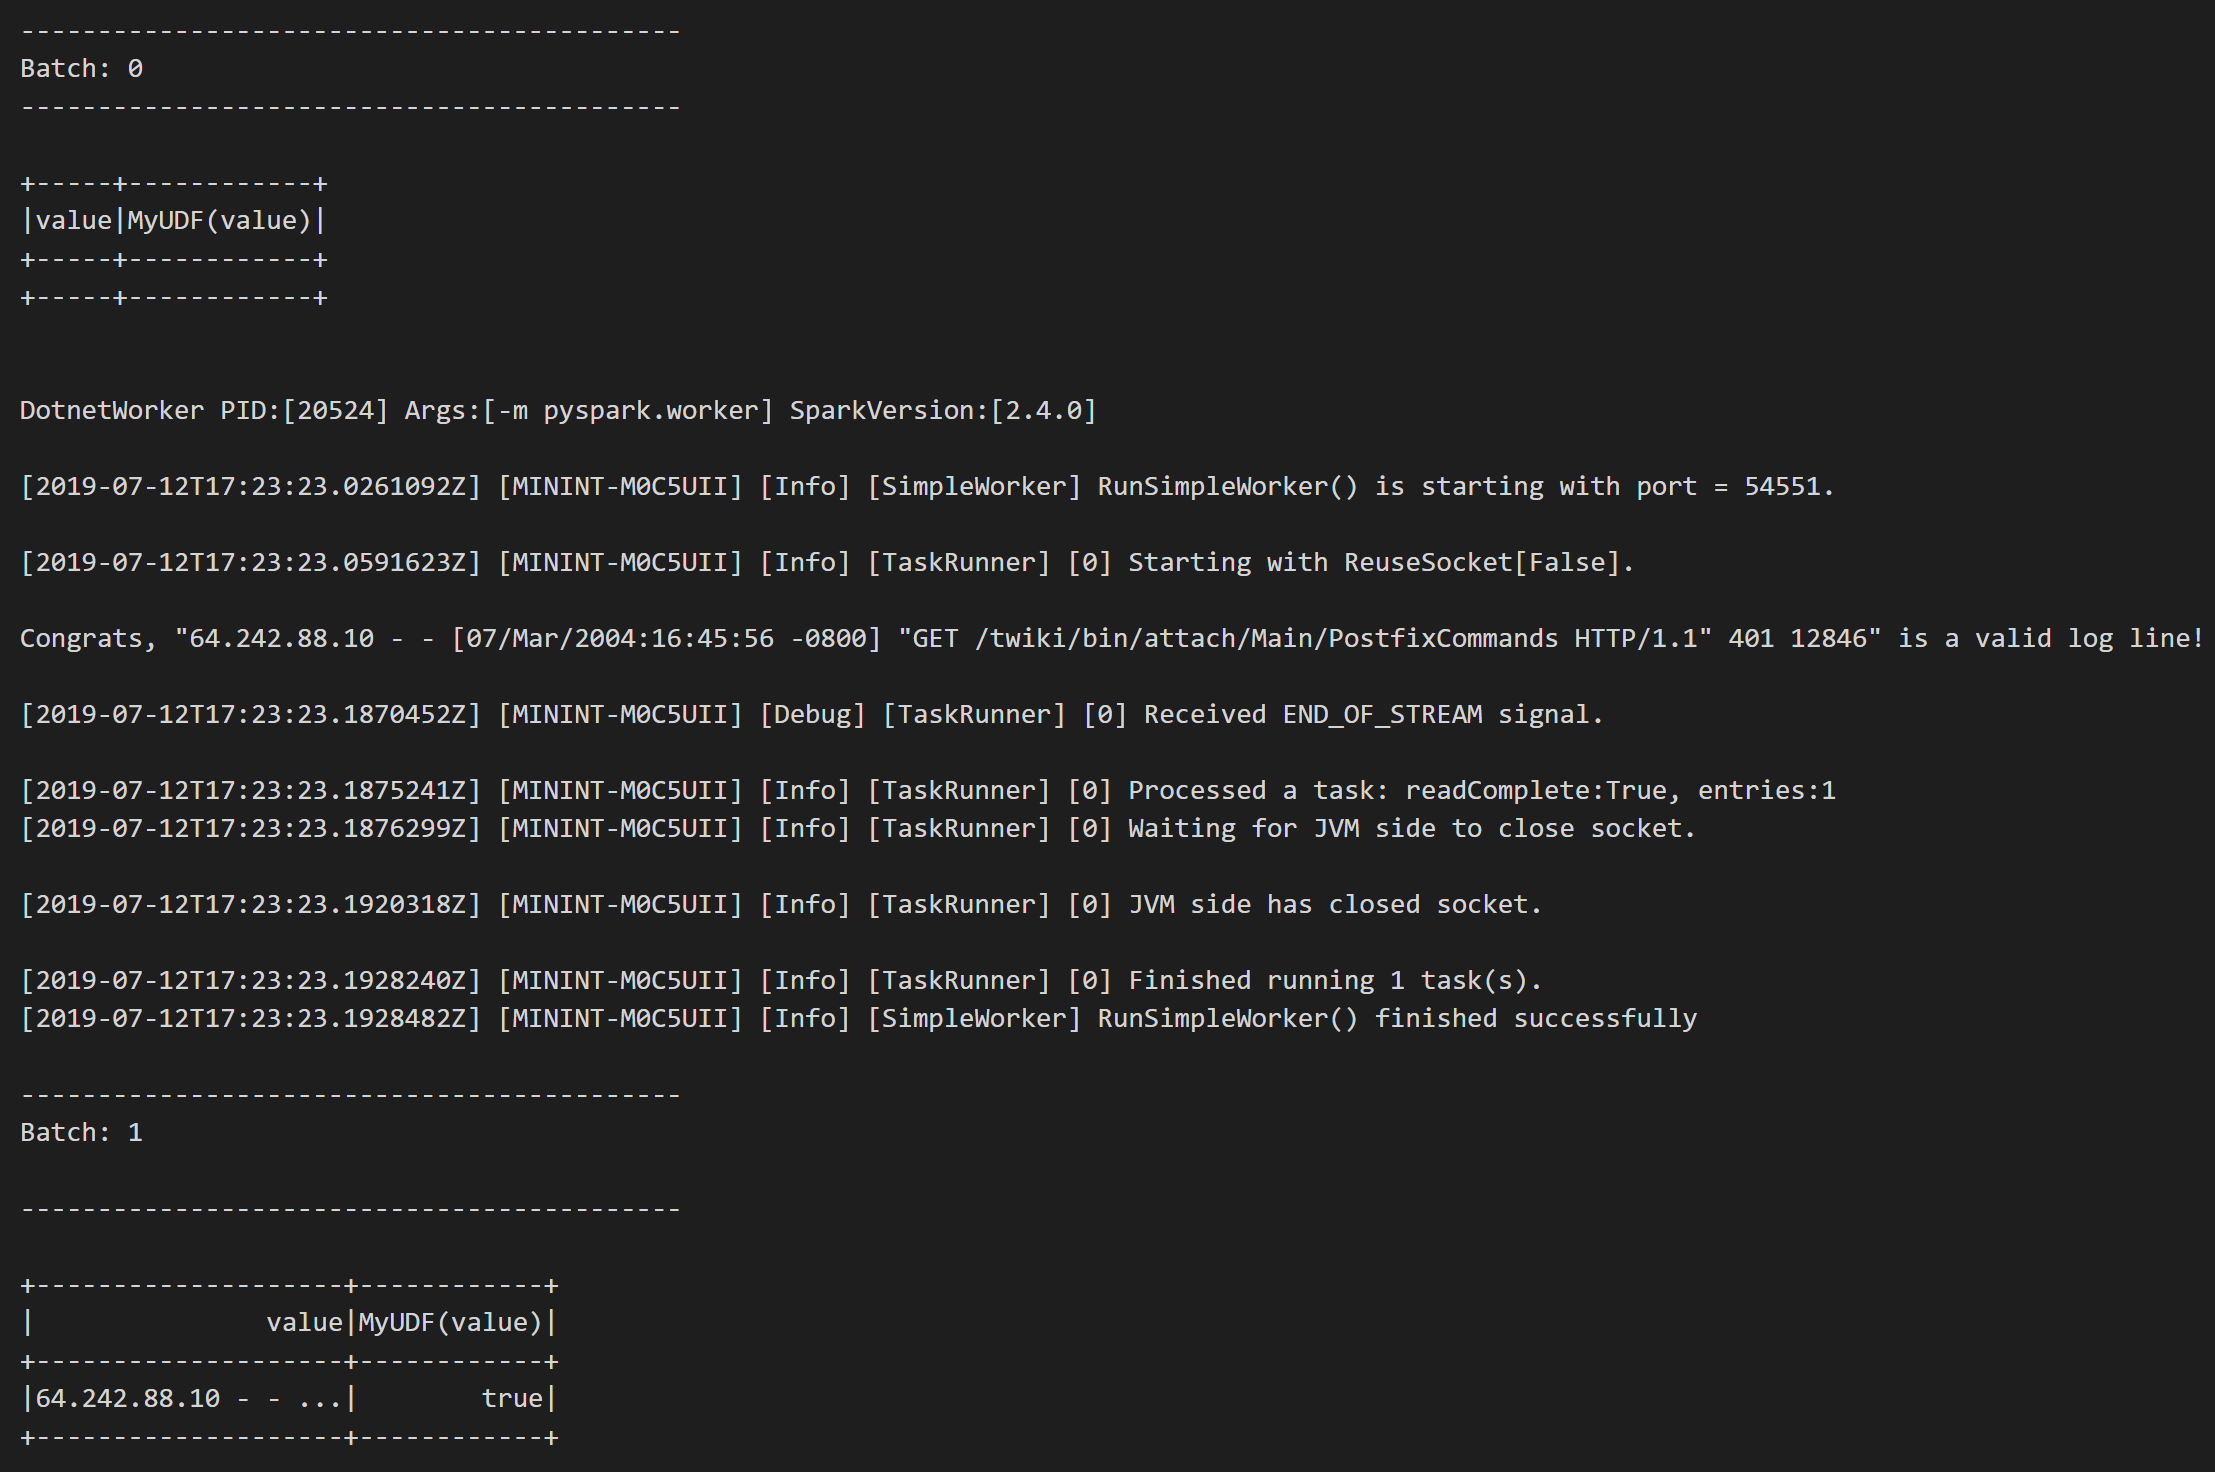 -------------------------------------------
Batch: 0
-------------------------------------------
+-----+------------+
|value|MyUDF(value)|
+-----+------------+
+-----+------------+
DotnetWorker PID:[20524] Args:[-m pyspark.worker] SparkVersion:[2.4.0]
[2019-07-12T17:23:23.0261092Z] [MININT-M0C5UII] [Info] [SimpleWorker] RunSimpleWorker() is starting with port = 54551.
[2019-07-12T17:23:23.0591623Z] [MININT-M0C5UII] [Info] [TaskRunner] [0] Starting with ReuseSocket[False].
Congrats, "64.242.88.10 - - [07/Mar/2004:16:45:56 -0800] "GET /twiki/bin/attach/Main/PostfixCommands HTTP/1.1" 401 12846" is a valid log line!
[2019-07-12T17:23:23.1870452Z] [MININT-M0C5UII] [Debug] [TaskRunner] [0] Received END_OF_STREAM signal.
[2019-07-12T17:23:23.1875241Z] [MININT-M0C5UII] [Info] [TaskRunner] [0] Processed a task: readComplete:True, entries:1
[2019-07-12T17:23:23.1876299Z] [MININT-M0C5UII] [Info] [TaskRunner] [0] Waiting for JVM side to close socket.
[2019-07-12T17:23:23.1920318Z] [MININT-M0C5UII] [Info] [TaskRunner] [0] JVM side has closed socket.
[2019-07-12T17:23:23.1928240Z] [MININT-M0C5UII] [Info] [TaskRunner] [0] Finished running 1 task(s).
[2019-07-12T17:23:23.1928482Z] [MININT-M0C5UII] [Info] [SimpleWorker] RunSimpleWorker() finished successfully
-------------------------------------------
Batch: 1
-------------------------------------------
+--------------------+------------+
|               value|MyUDF(value)|
+--------------------+------------+
|64.242.88.10 - - ...|        true|
+--------------------+------------+